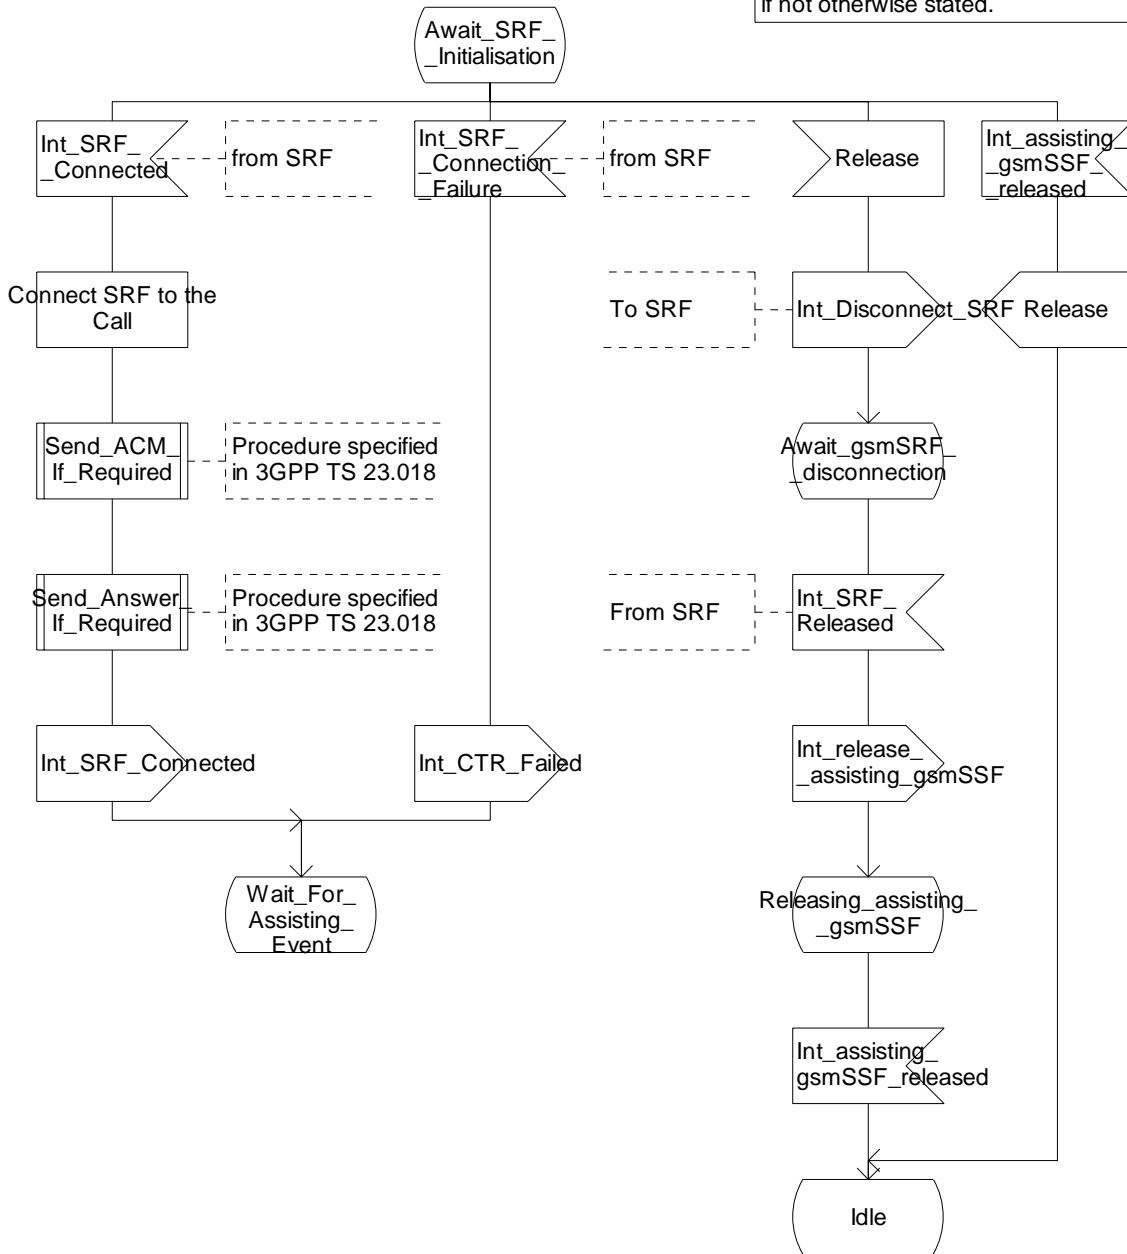 if not otherwise stated.
Await_SRF_
_Initialisation
Int_SRF_
_Connected
from SRF
Int_SRF_
_Connection_
_Failure
from SRF
Release
Int_assisting_
_gsmSSF_
_released
Connect SRF to the
Call
To SRF
Int_Disconnect_SRF
Release
Send_ACM_
If_Required
Procedure specified
in 3GPP TS 23.018
Await_gsmSRF_
_disconnection
Send_Answer_
If_Required
Procedure specified
in 3GPP TS 23.018
From SRF
Int_SRF_
Released
Int_SRF_Connected
Int_CTR_Failed
Int_release_
_assisting_gsmSSF
Wait_For_
Assisting_
Event
Releasing_assisting_
_gsmSSF
Int_assisting_
gsmSSF_released
Idle